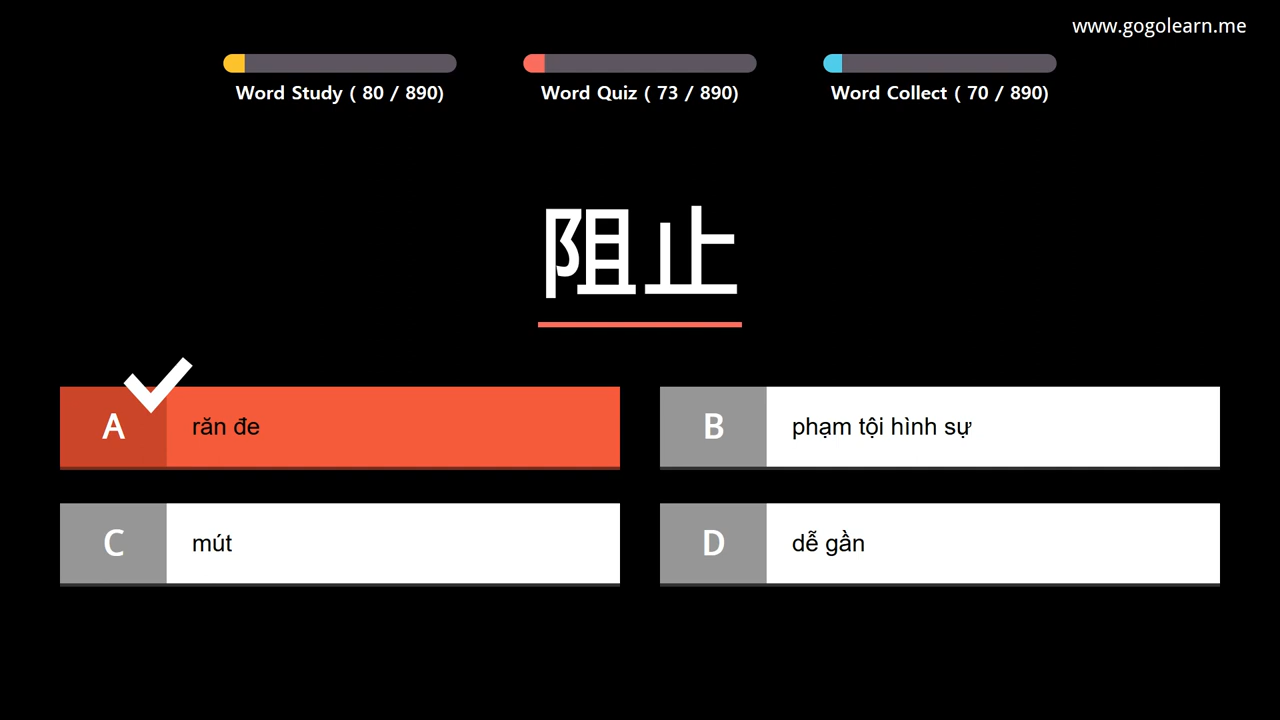 www.gogolearn.me
Word Study ( 80 / 890)
Word Quiz ( 73 / 890)
Word Collect ( 70 / 890)
阻止
A răn đe
B phạm tội hình sự
C mút
D dễ gần